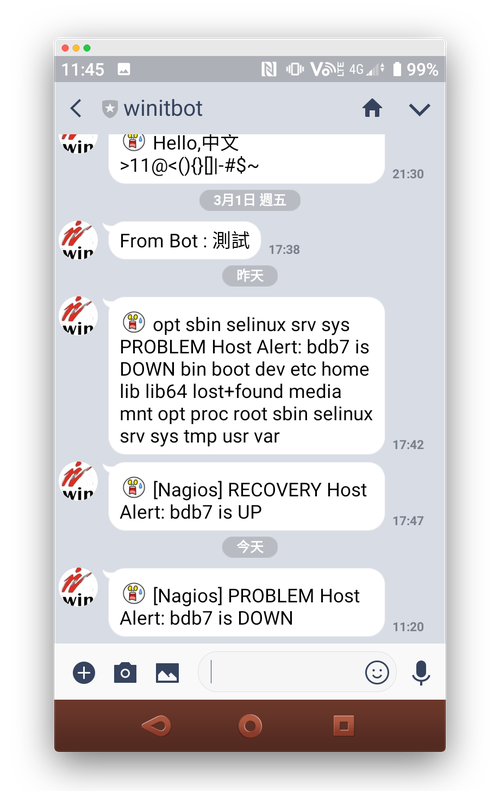 11:45
Vo LTE
4G
99%
winitbot
Hello,中文
>11@<(){}[]|-#$~
21:30
win
3月1日 週五
From Bot : 測試
17:38
win
昨天
opt sbin selinux srv sys
PROBLEM Host Alert: bdb7 is
DOWN bin boot dev etc home
lib lib64 lost+found media
mnt opt proc root sbin selinux
srv sys tmp usr var
17:42
win
[Nagios] RECOVERY Host
Alert: bdb7 is UP
17:47
win
今天
[Nagios] PROBLEM Host
Alert: bdb7 is DOWN
11:20
win